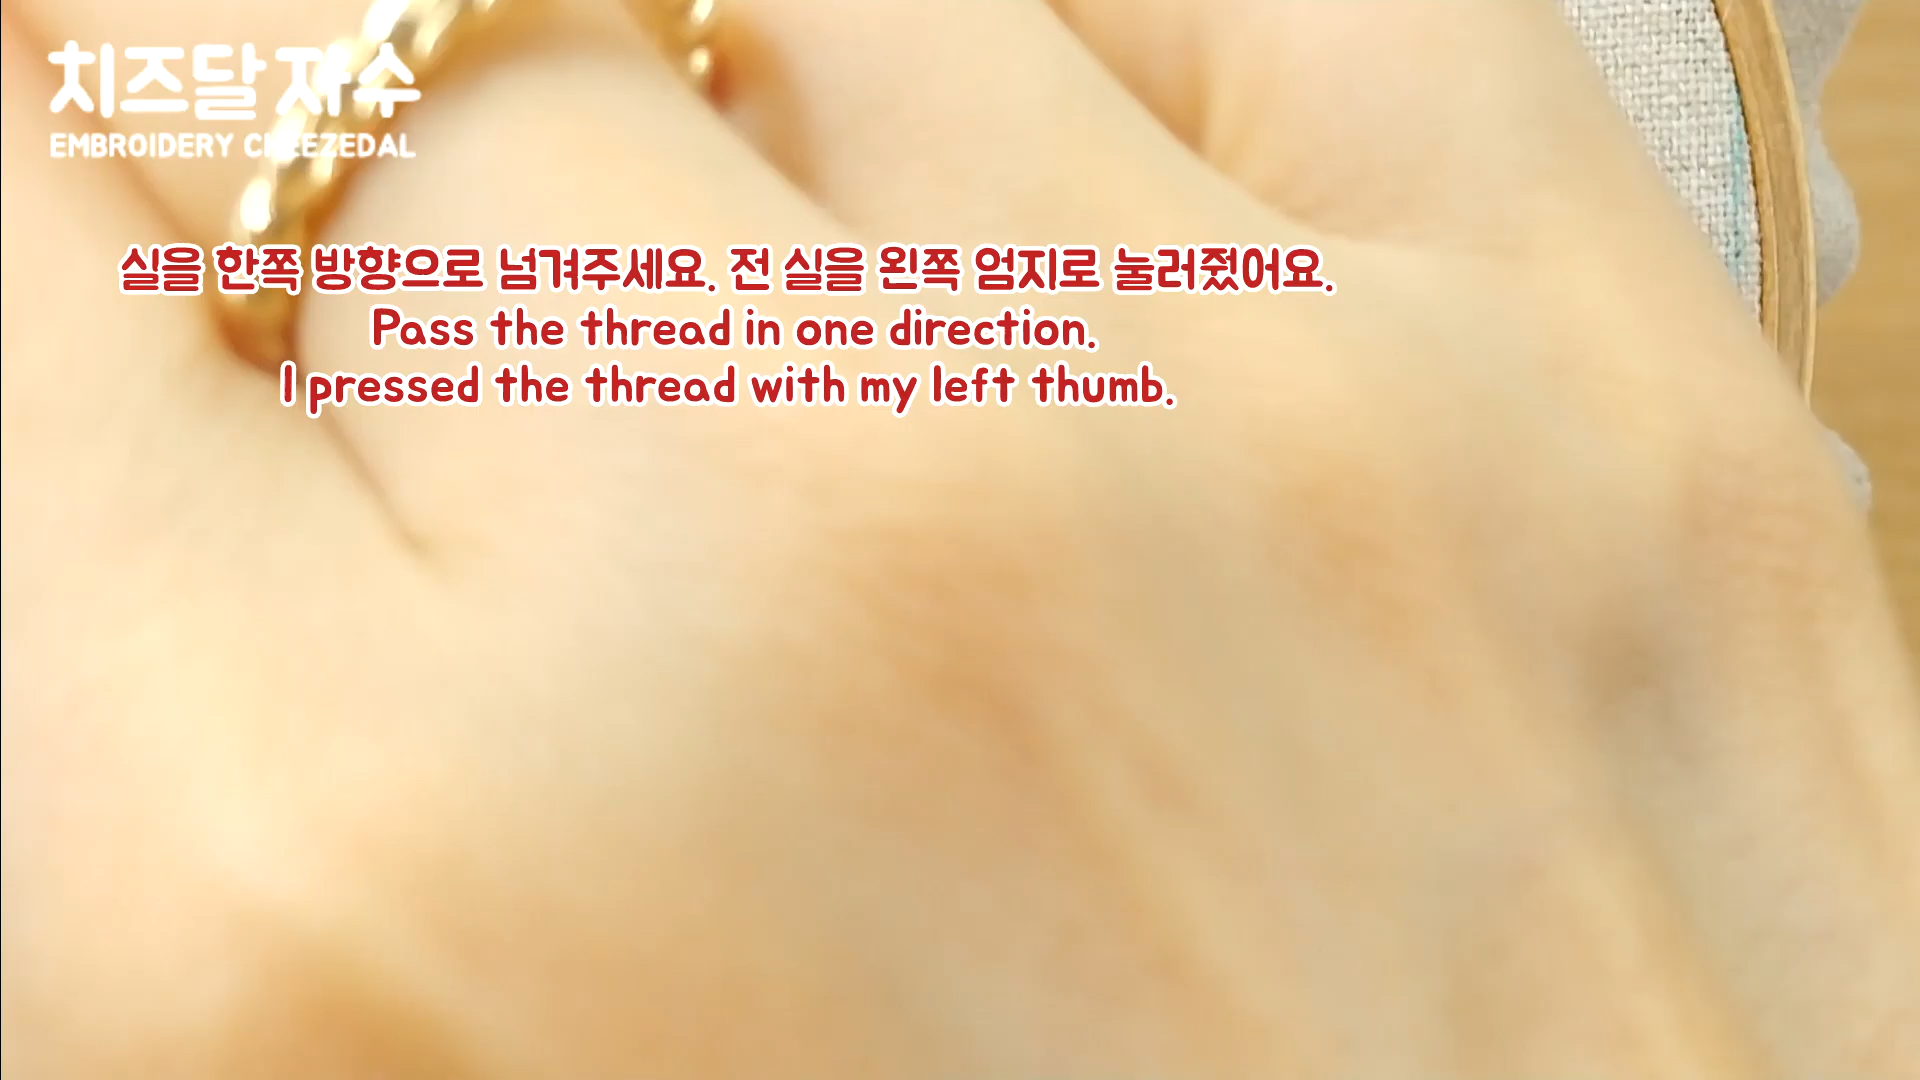 치즈달 자수
EMBROIDERY CHEEZEDAL
실을 한쪽 방향으로 넘겨주세요. 전 실을 왼쪽 엄지로 눌러줬어요.
Pass the thread in one direction.
I pressed the thread with my left thumb.